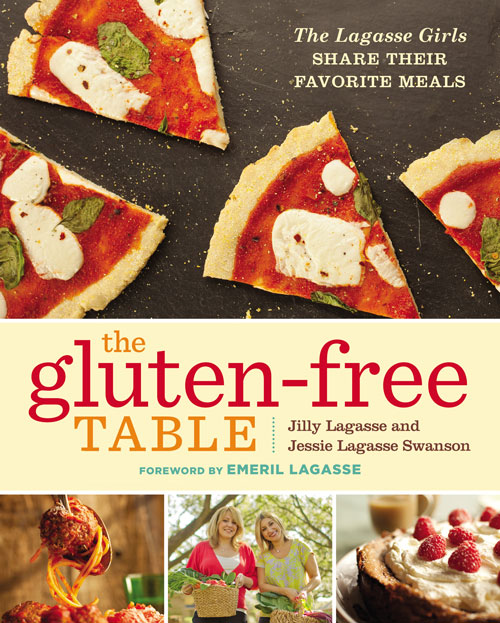 The Lagasse Girls
SHARE THEIR
FAVORITE MEALS
the
gluten-free
TABLE
Jilly Lagasse and
Jessie Lagasse Swanson
FOREWORD BY EMERIL LAGASSE